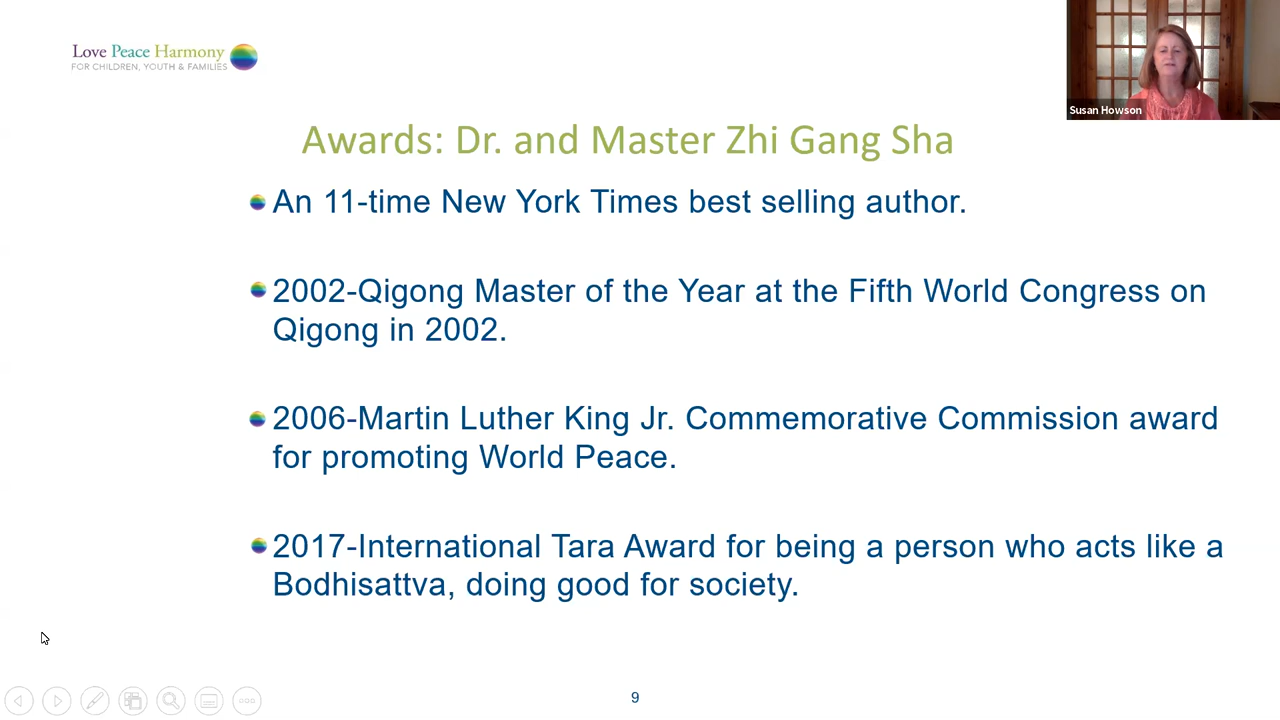 Love Peace Harmony
FOR CHILDREN, YOUTH & FAMILIES
Susan Howson
Awards: Dr. and Master Zhi Gang Sha
An 11-time New York Times best selling author.
2002-Qigong Master of the Year at the Fifth World Congress on
Qigong in 2002.
2006-Martin Luther King Jr. Commemorative Commission award
for promoting World Peace.
2017-International Tara Award for being a person who acts like a
Bodhisattva, doing good for society.
9